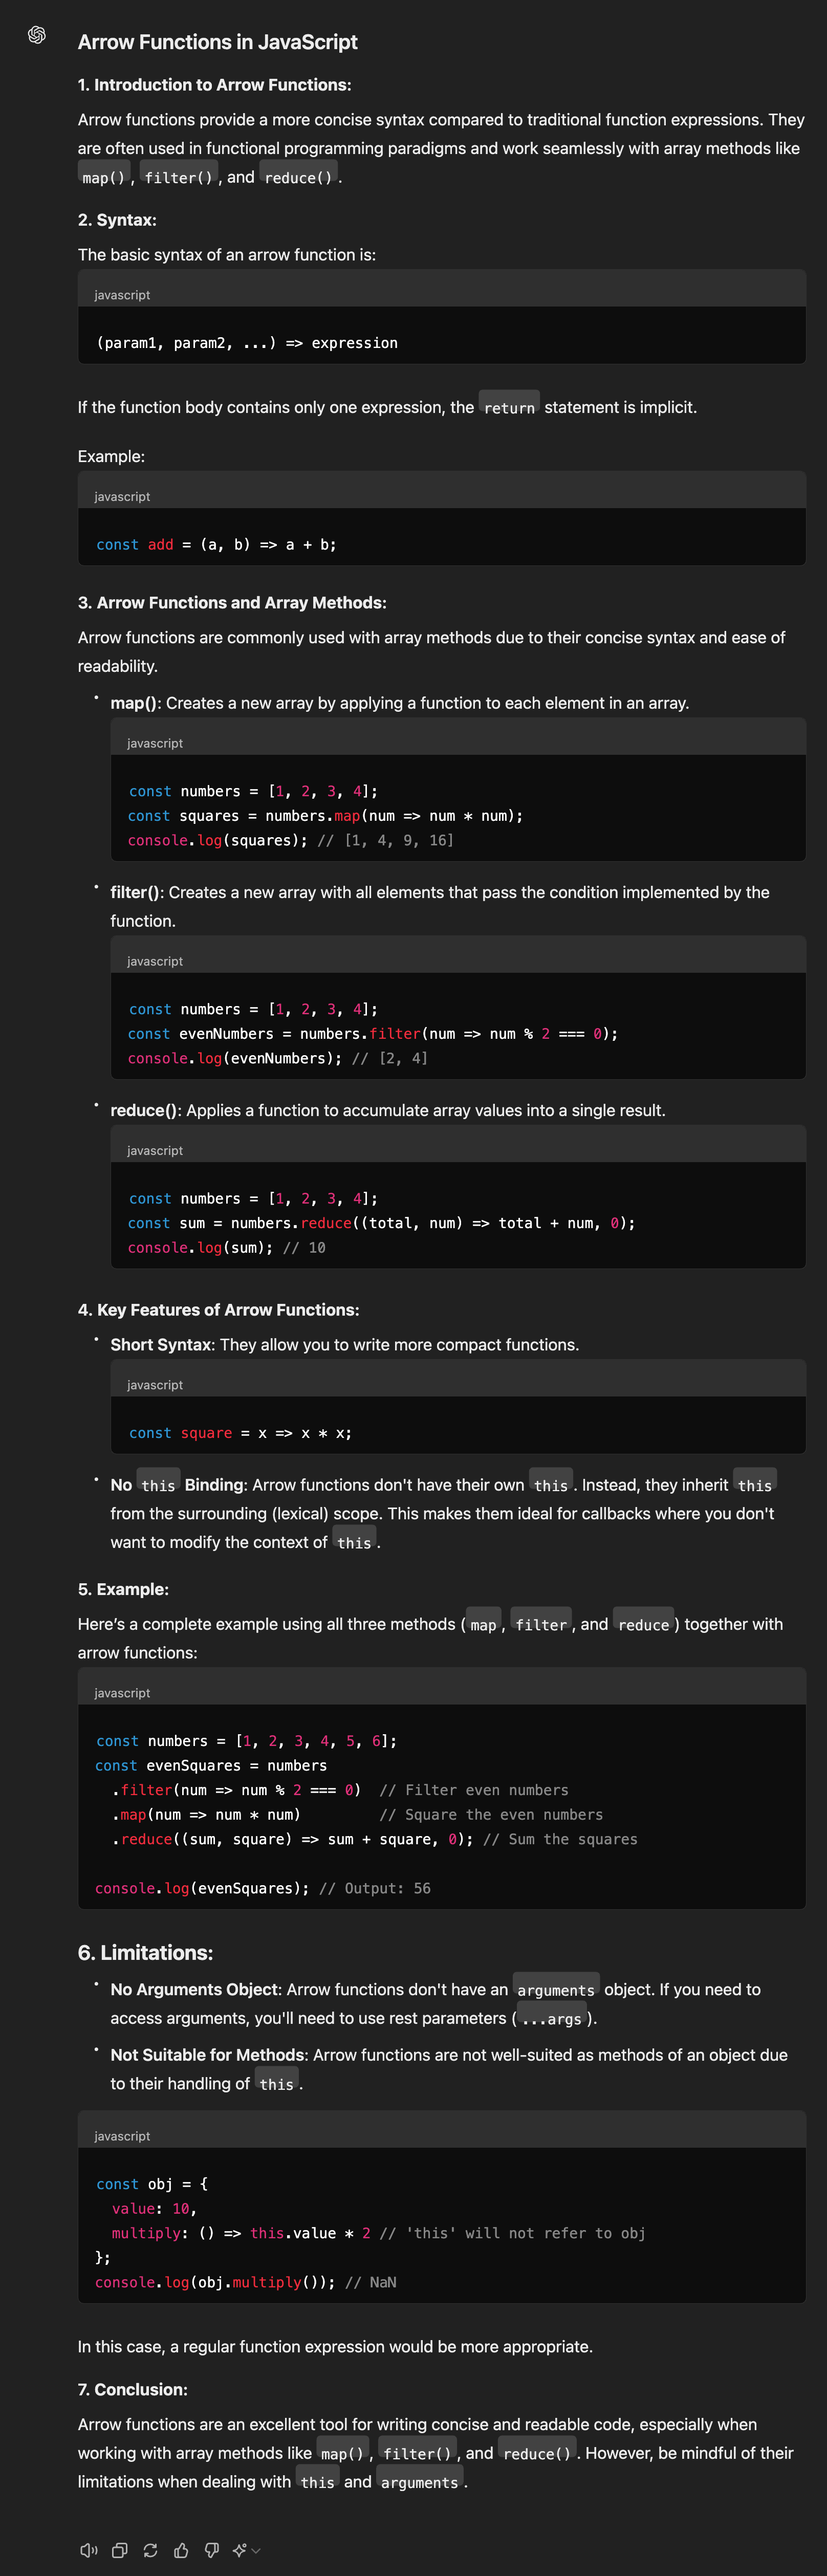 Arrow Functions in JavaScript
1. Introduction to Arrow Functions:
Arrow functions provide a more concise syntax compared to traditional function expressions. They
are often used in functional programming paradigms and work seamlessly with array methods like
map(), filter(), and reduce().
2. Syntax:
The basic syntax of an arrow function is:
javascript
(param1, param2, ...) => expression
If the function body contains only one expression, the return statement is implicit.
Example:
javascript
const add = (a, b) => a + b;
3. Arrow Functions and Array Methods:
Arrow functions are commonly used with array methods due to their concise syntax and ease of
readability.
• map(): Creates a new array by applying a function to each element in an array.
javascript
const numbers = [1, 2, 3, 4];
const squares = numbers.map(num => num * num);
console.log(squares); // [1, 4, 9, 16]
• filter(): Creates a new array with all elements that pass the condition implemented by the
function.
javascript
const numbers = [1, 2, 3, 4];
const evenNumbers = numbers.filter(num => num % 2 === 0);
console.log(evenNumbers); // [2, 4]
• reduce(): Applies a function to accumulate array values into a single result.
javascript
const numbers = [1, 2, 3, 4];
const sum = numbers.reduce((total, num) => total + num, 0);
console.log(sum); // 10
4. Key Features of Arrow Functions:
• Short Syntax: They allow you to write more compact functions.
javascript
const square = x => x * x;
• No this Binding: Arrow functions don't have their own this. Instead, they inherit this
from the surrounding (lexical) scope. This makes them ideal for callbacks where you don't
want to modify the context of this.
5. Example:
Here’s a complete example using all three methods (map, filter, and reduce) together with
arrow functions:
javascript
const numbers = [1, 2, 3, 4, 5, 6];
const evenSquares = numbers
  .filter(num => num % 2 === 0)  // Filter even numbers
  .map(num => num * num)         // Square the even numbers
  .reduce((sum, square) => sum + square, 0); // Sum the squares
console.log(evenSquares); // Output: 56
6. Limitations:
• No Arguments Object: Arrow functions don't have an arguments object. If you need to
access arguments, you'll need to use rest parameters (...args).
• Not Suitable for Methods: Arrow functions are not well-suited as methods of an object due
to their handling of this.
javascript
const obj = {
  value: 10,
  multiply: () => this.value * 2 // 'this' will not refer to obj
};
console.log(obj.multiply()); // NaN
In this case, a regular function expression would be more appropriate.
7. Conclusion:
Arrow functions are an excellent tool for writing concise and readable code, especially when
working with array methods like map(), filter(), and reduce(). However, be mindful of their
limitations when dealing with this and arguments.